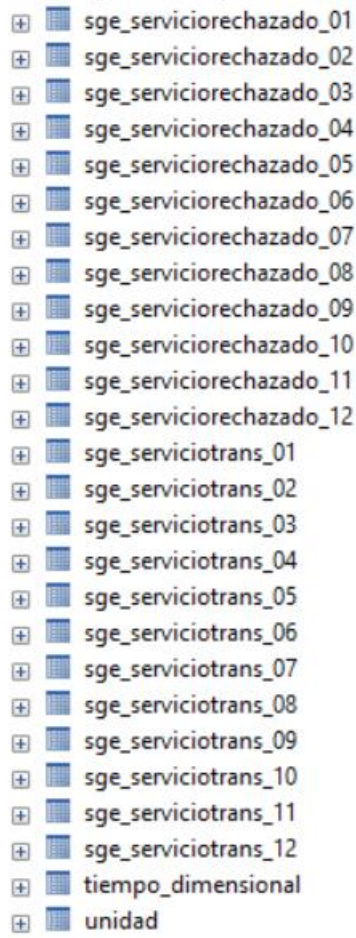 sge_serviciorechazado_01
sge_serviciorechazado_02
sge_serviciorechazado_03
sge_serviciorechazado_04
sge_serviciorechazado_05
sge_serviciorechazado_06
sge_serviciorechazado_07
sge_serviciorechazado_08
sge_serviciorechazado_09
sge_serviciorechazado_10
sge_serviciorechazado_11
sge_serviciorechazado_12
sge_serviciotrans_01
sge_serviciotrans_02
sge_serviciotrans_03
sge_serviciotrans_04
sge_serviciotrans_05
sge_serviciotrans_06
sge_serviciotrans_07
sge_serviciotrans_08
sge_serviciotrans_09
sge_serviciotrans_10
sge_serviciotrans_11
sge_serviciotrans_12
tiempo_dimensional
unidad